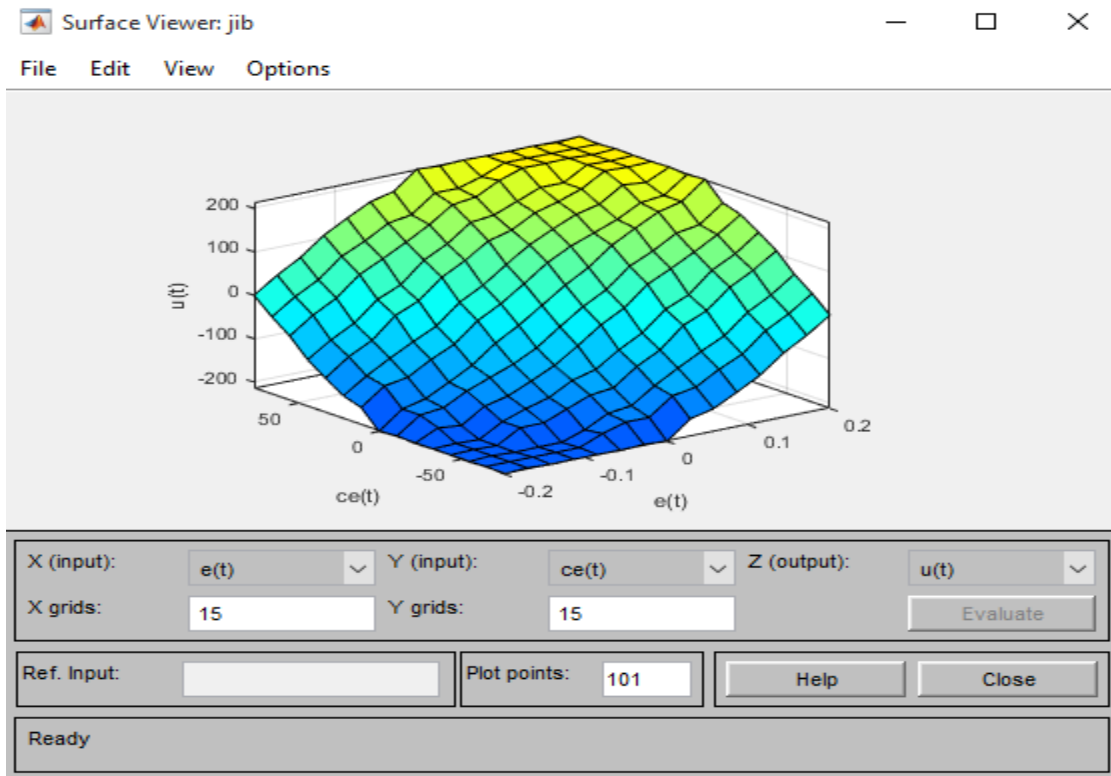 Surface Viewer: jib
File Edit View Options
200
100
0
-100
-200
u(t)
50
0
-50
ce(t)
-0.2
-0.1
0
0.1
0.2
e(t)
X (input): e(t) Y (input): ce(t) Z (output): u(t)
X grids: 15 Y grids: 15 Evaluate
Ref. Input: Plot points: 101 Help Close
Ready